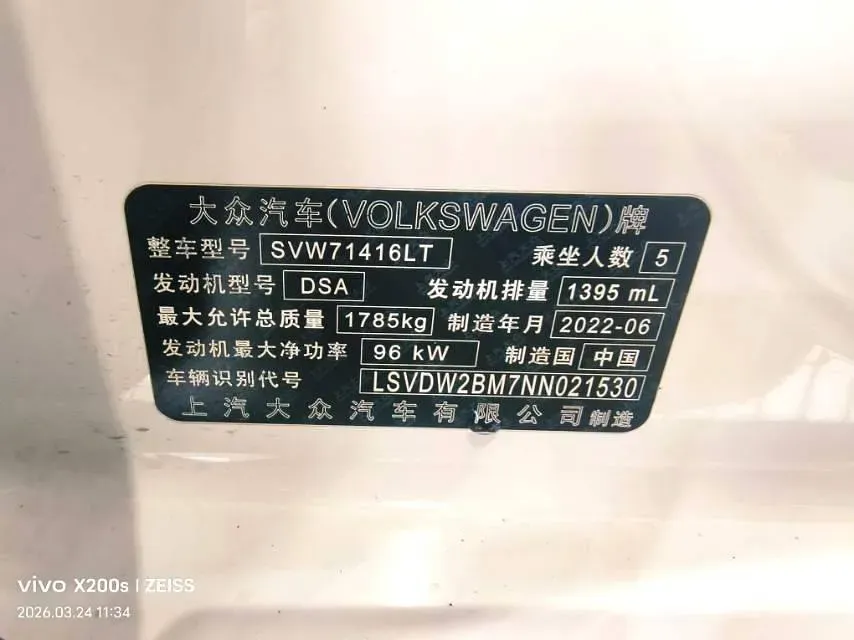 大众汽车(VOLKSWAGEN)牌
整车型号 SVW71416LT 乘坐人数 5
发动机型号 DSA 发动机排量 1395 mL
最大允许总质量 1785kg 制造年月 2022-06
发动机最大净功率 96 kW 制造国 中国
车辆识别代号 LSVDW2BM7NN021530
上汽大众汽车有限公司制造
vivo X200s | ZEISS
2026.03.24 11:34